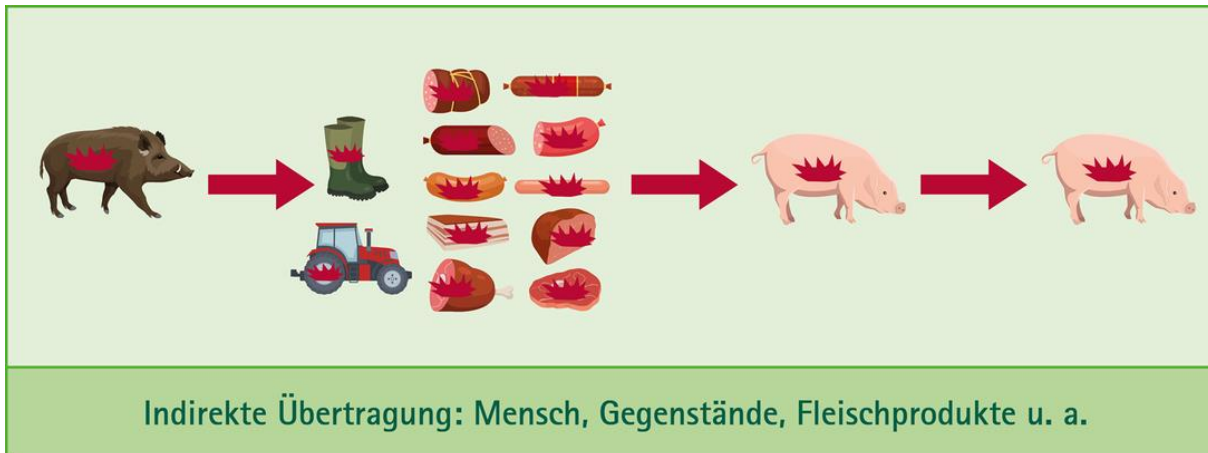 Indirekte Übertragung: Mensch, Gegenstände, Fleischprodukte u. a.